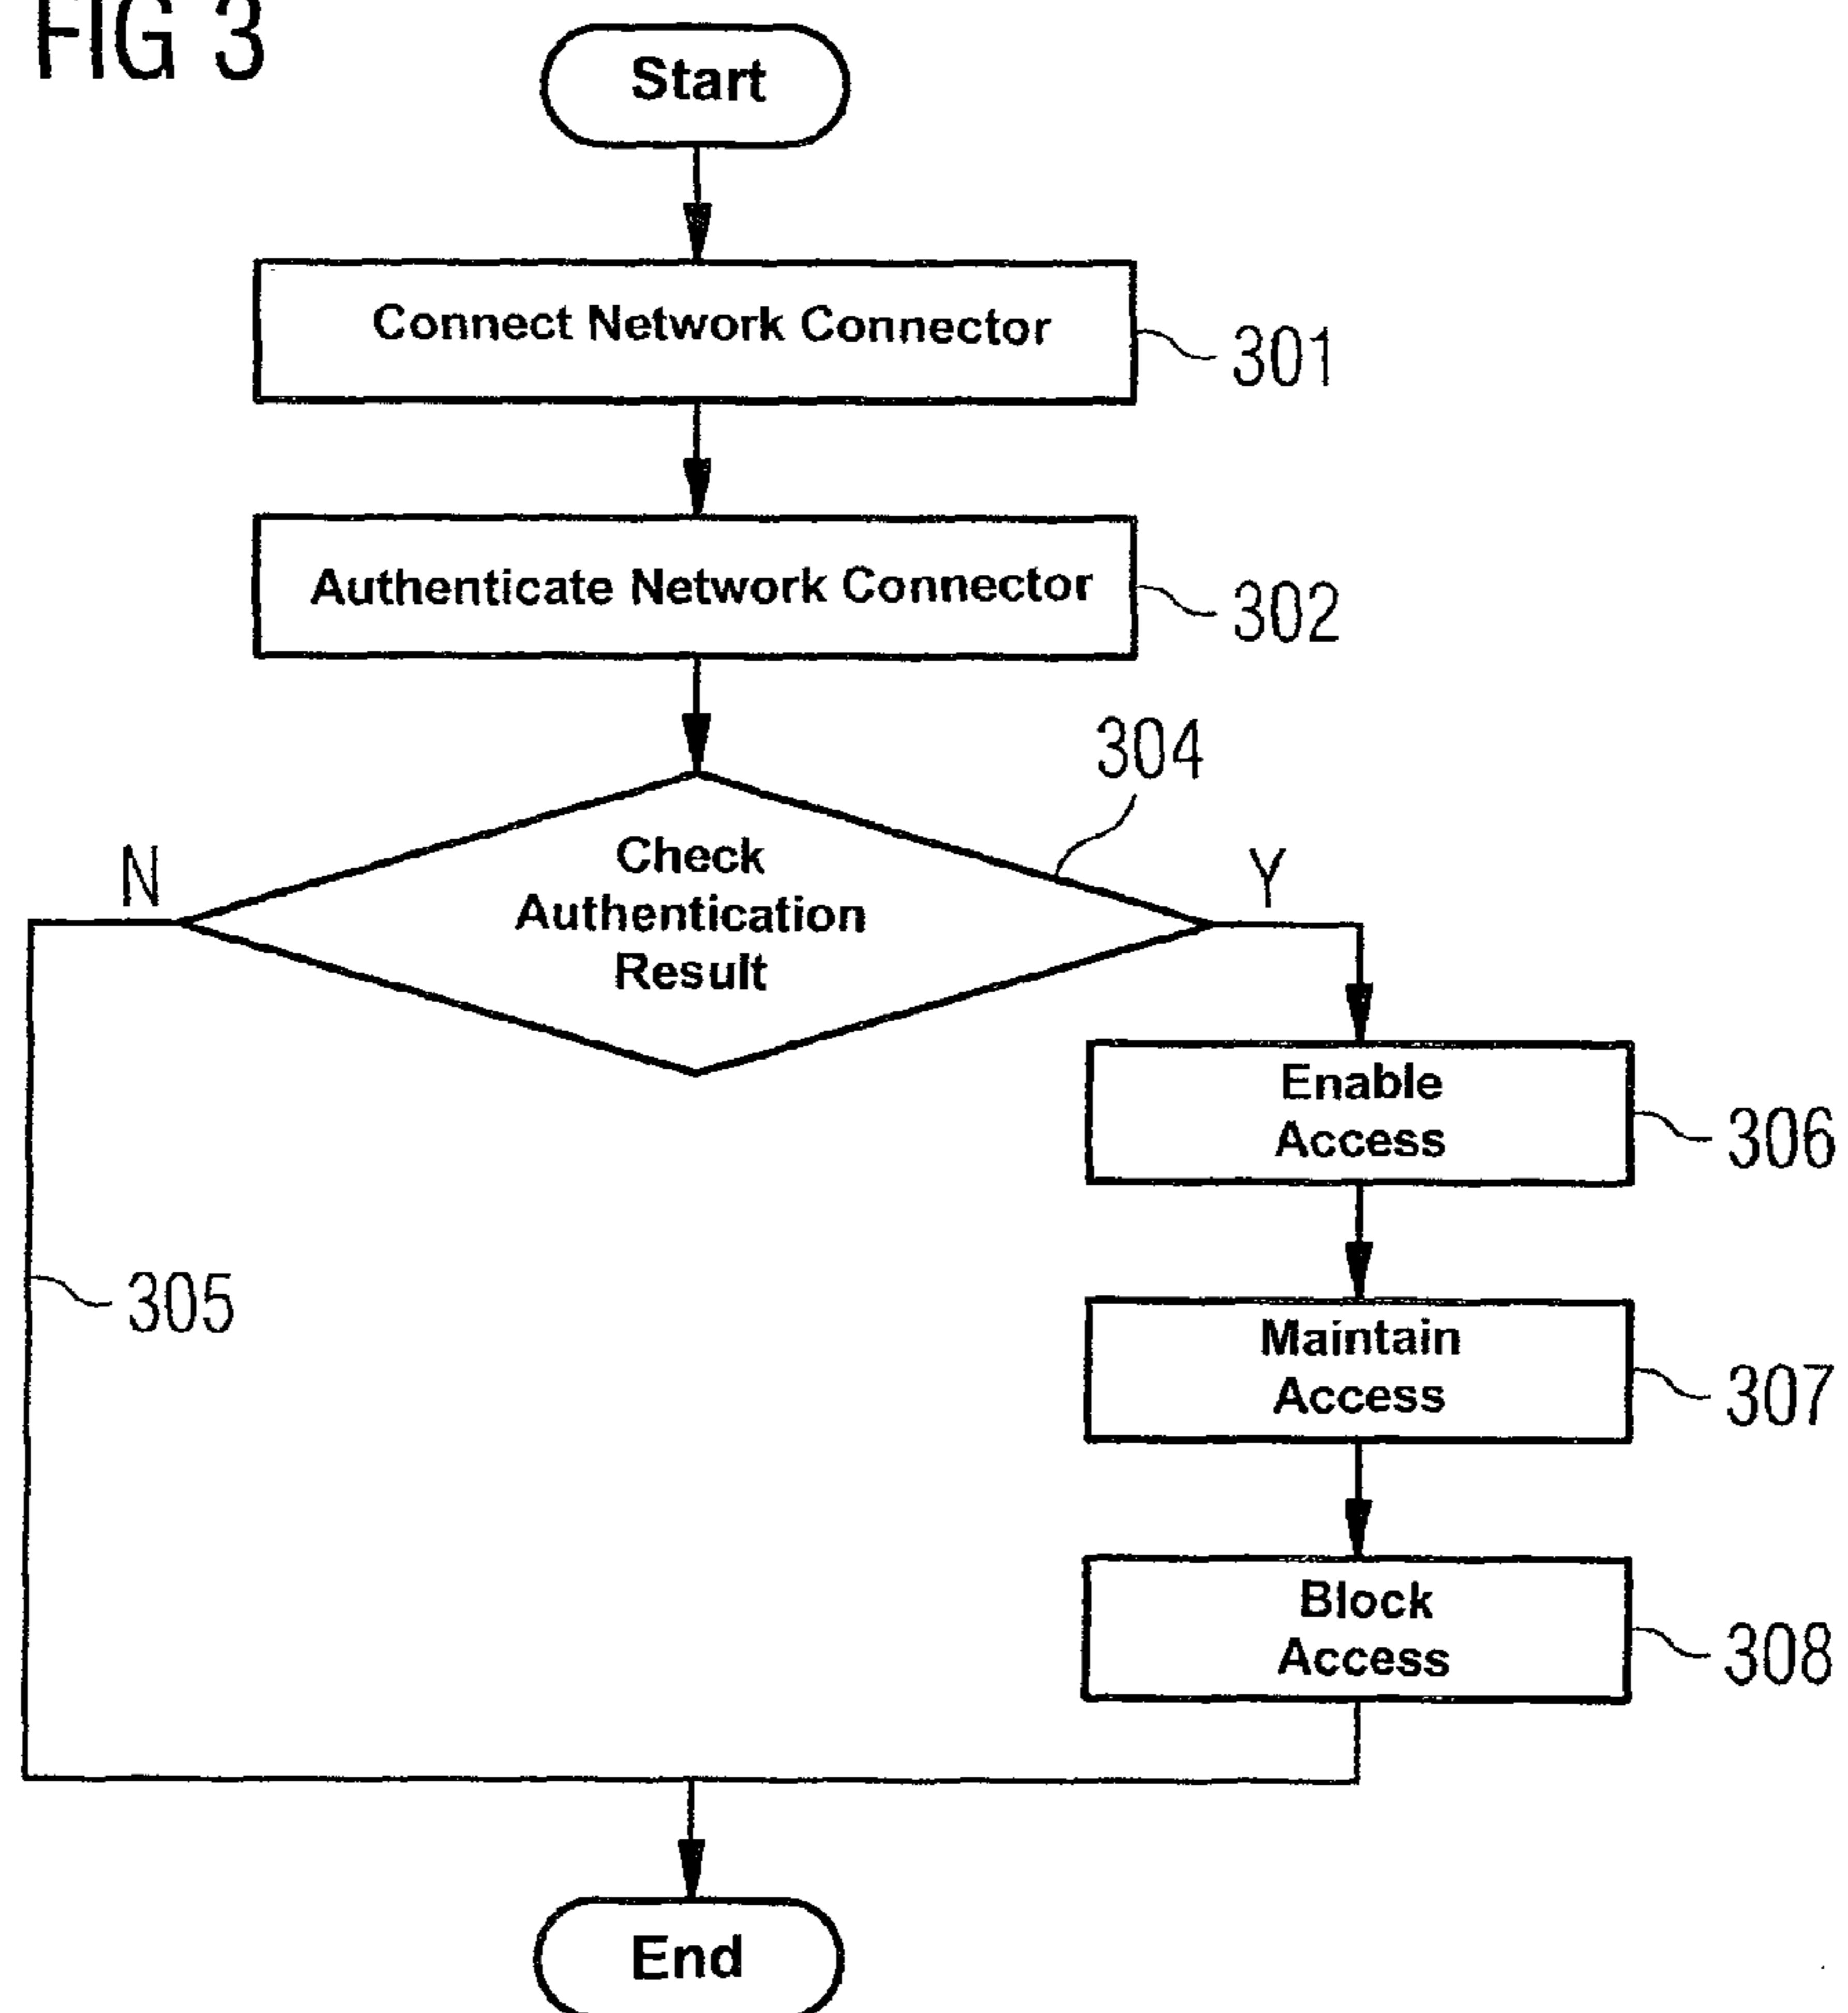 FIG 3
Start
Connect Network Connector
301
Authenticate Network Connector
302
304
N
Check
Authentication
Result
Y
Enable
Access
306
305
Maintain
Access
307
Block
Access
308
End